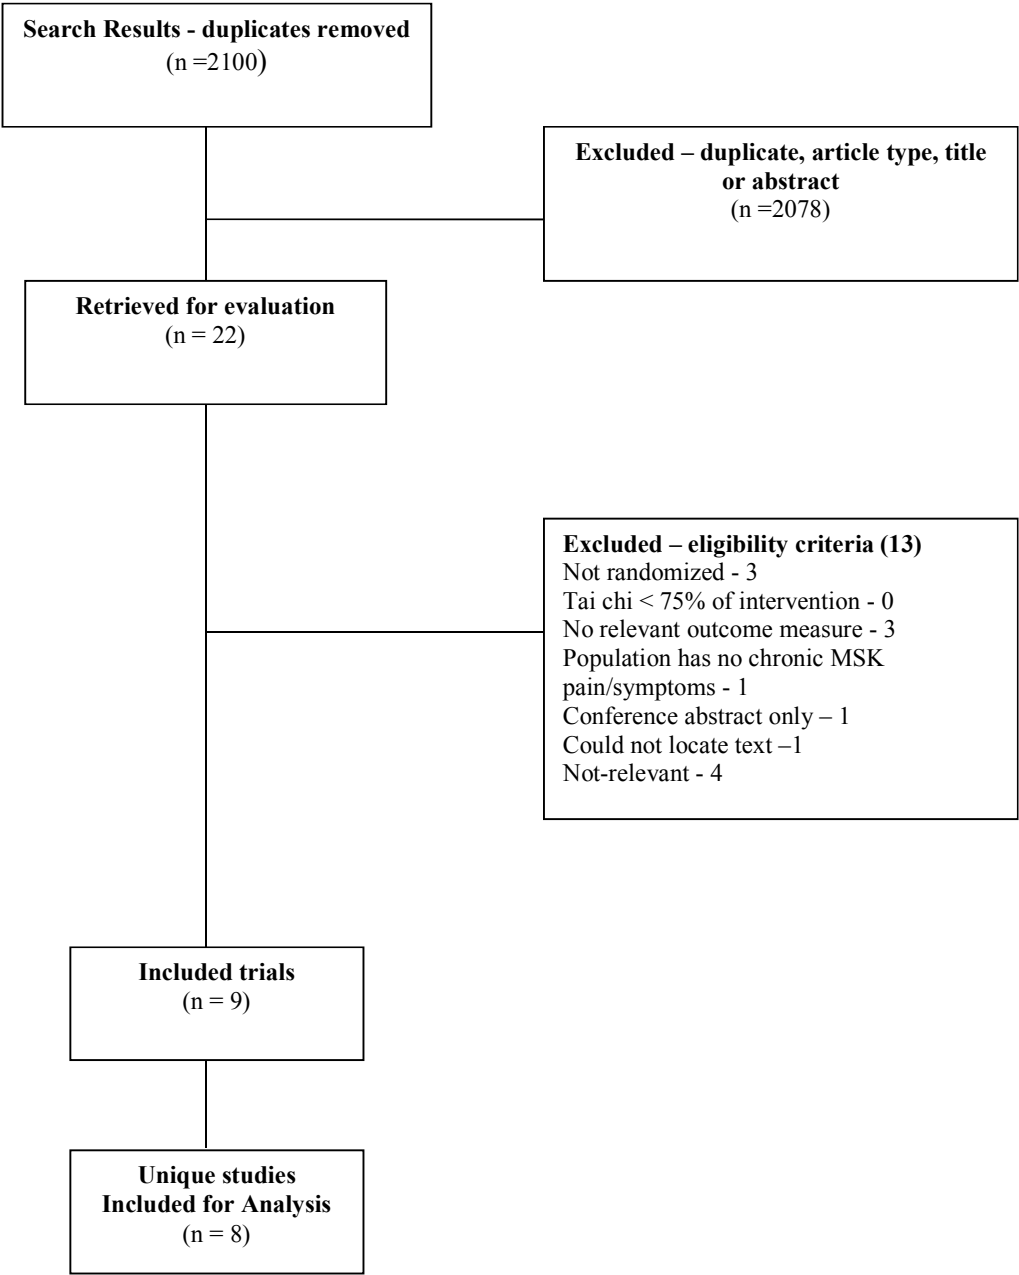 Search Results - duplicates removed
(n =2100)
Excluded – duplicate, article type, title
or abstract
(n =2078)
Retrieved for evaluation
(n = 22)
Excluded – eligibility criteria (13)
Not randomized - 3
Tai chi < 75% of intervention - 0
No relevant outcome measure - 3
Population has no chronic MSK
pain/symptoms - 1
Conference abstract only – 1
Could not locate text –1
Not-relevant - 4
Included trials
(n = 9)
Unique studies
Included for Analysis
(n = 8)